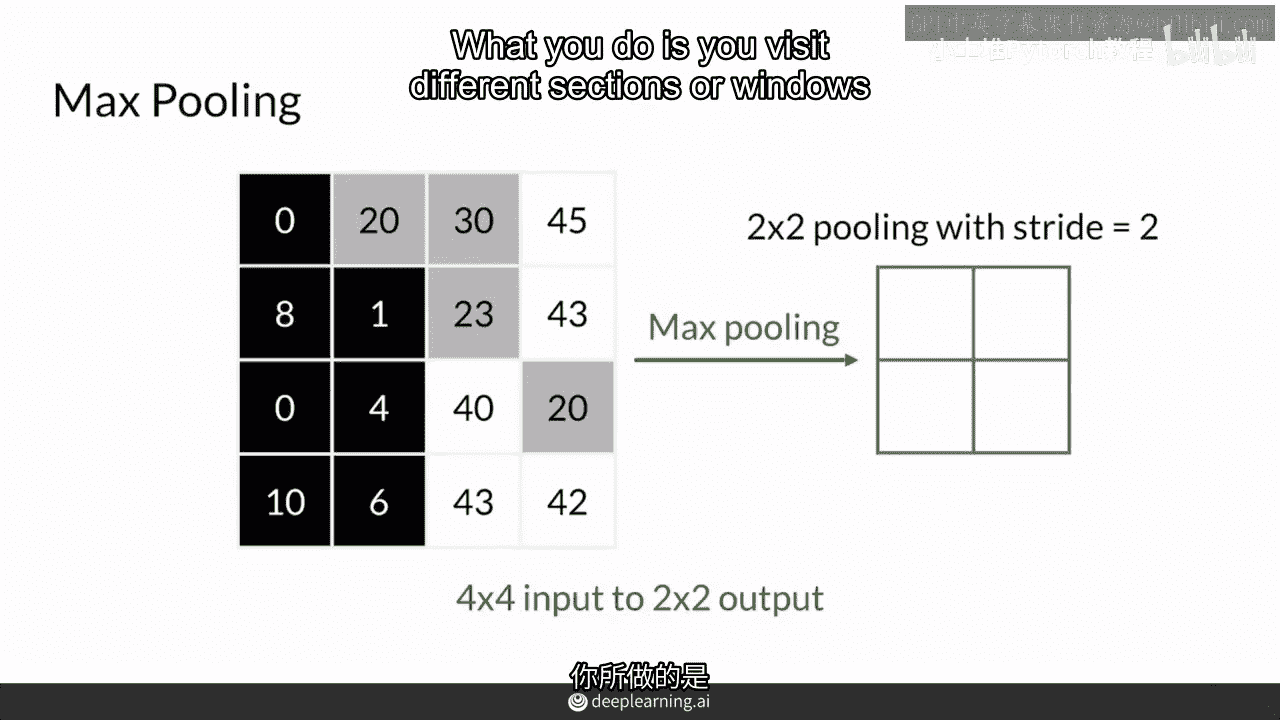 What you do is you visit
different sections or windows
Max Pooling
0 20 30 45
8 1 23 43
0 4 40 20
10 6 43 42
2x2 pooling with stride = 2
Max pooling
4x4 input to 2x2 output
你所做的是
deeplearning.ai
bilibili